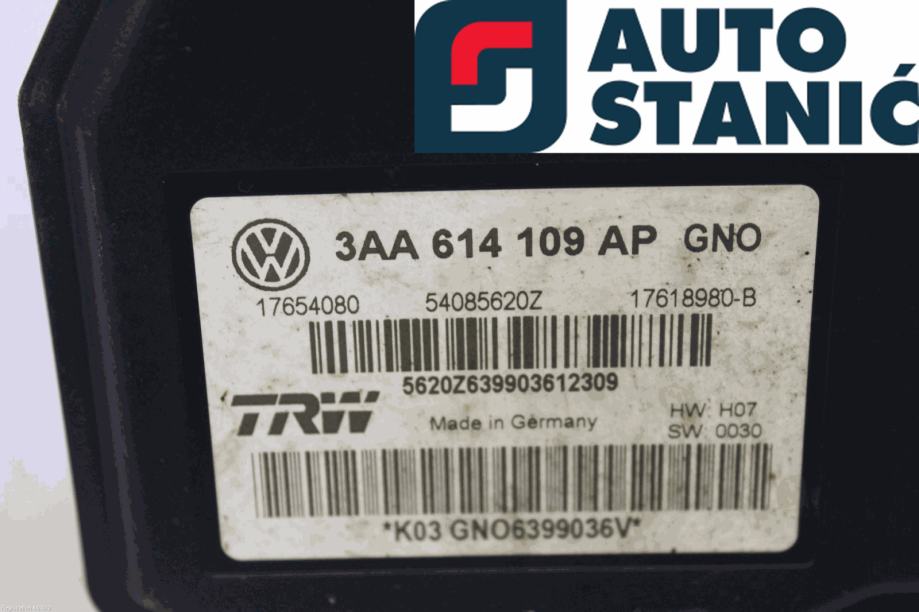 AUTO
STANIĆ
3AA 614 109 AP GNO
17654080 54085620Z 17618980-B
5620Z639903612309
TRW Made in Germany HW: H07
SW: 0030
*K03 GNO6399036V*